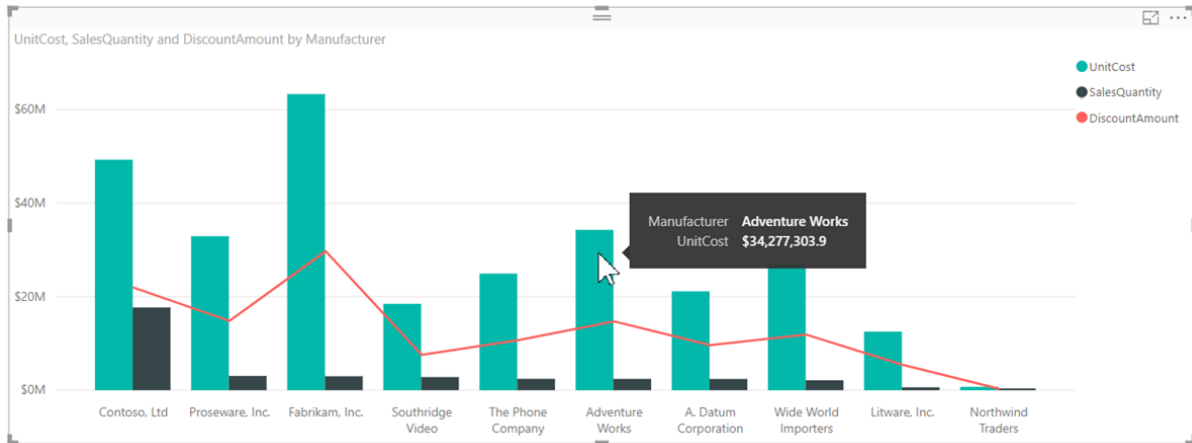 UnitCost, SalesQuantity and DiscountAmount by Manufacturer
UnitCost
SalesQuantity
DiscountAmount
$60M
$40M
$20M
$0M
Manufacturer Adventure Works
UnitCost $34,277,303.9
Contoso, Ltd
Proseware, Inc.
Fabrikam, Inc.
Southridge
Video
The Phone
Company
Adventure
Works
A. Datum
Corporation
Wide World
Importers
Litware, Inc.
Northwind
Traders